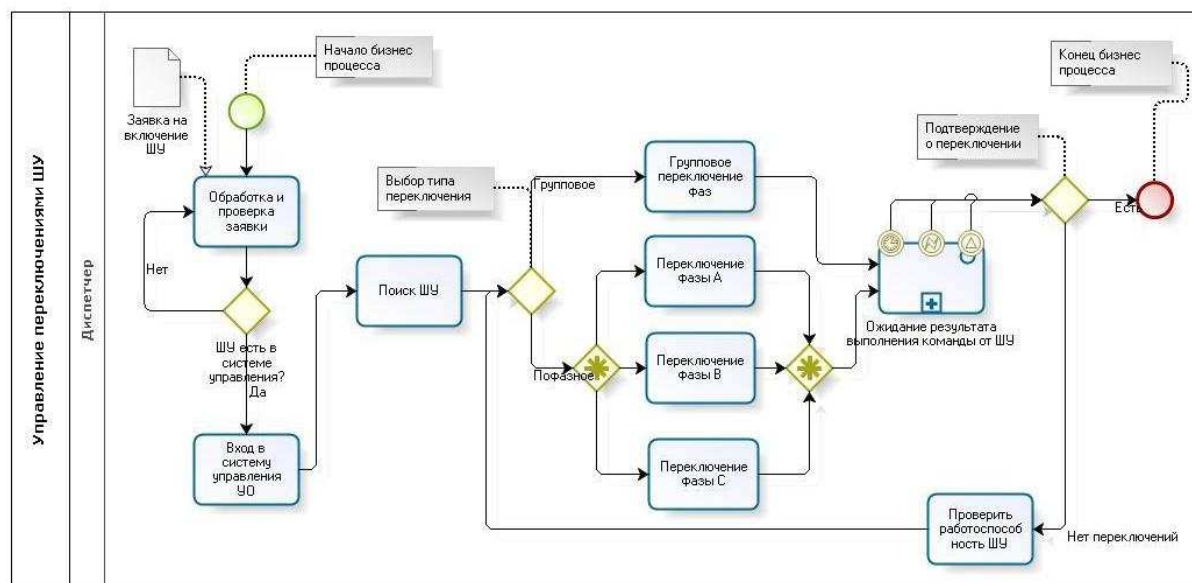 Управление переключениями ШУ
Диспетчер
Заявка на
включение
ШУ
Начало бизнес
процесса
Обработка и
проверка
заявки
Нет
ШУ есть в
системе
управления?
Да
Вход в
систему
управления
УО
Поиск ШУ
Выбор типа
переключения
Групповое
Пофазное
Групповое
переключение
фаз
Переключение
фазы А
Переключение
фазы В
Переключение
фазы С
Ожидание результата
выполнения команды от ШУ
Подтверждение
о переключении
Конец бизнес
процесса
Есть
Нет переключений
Проверить
работоспосо
бность ШУ